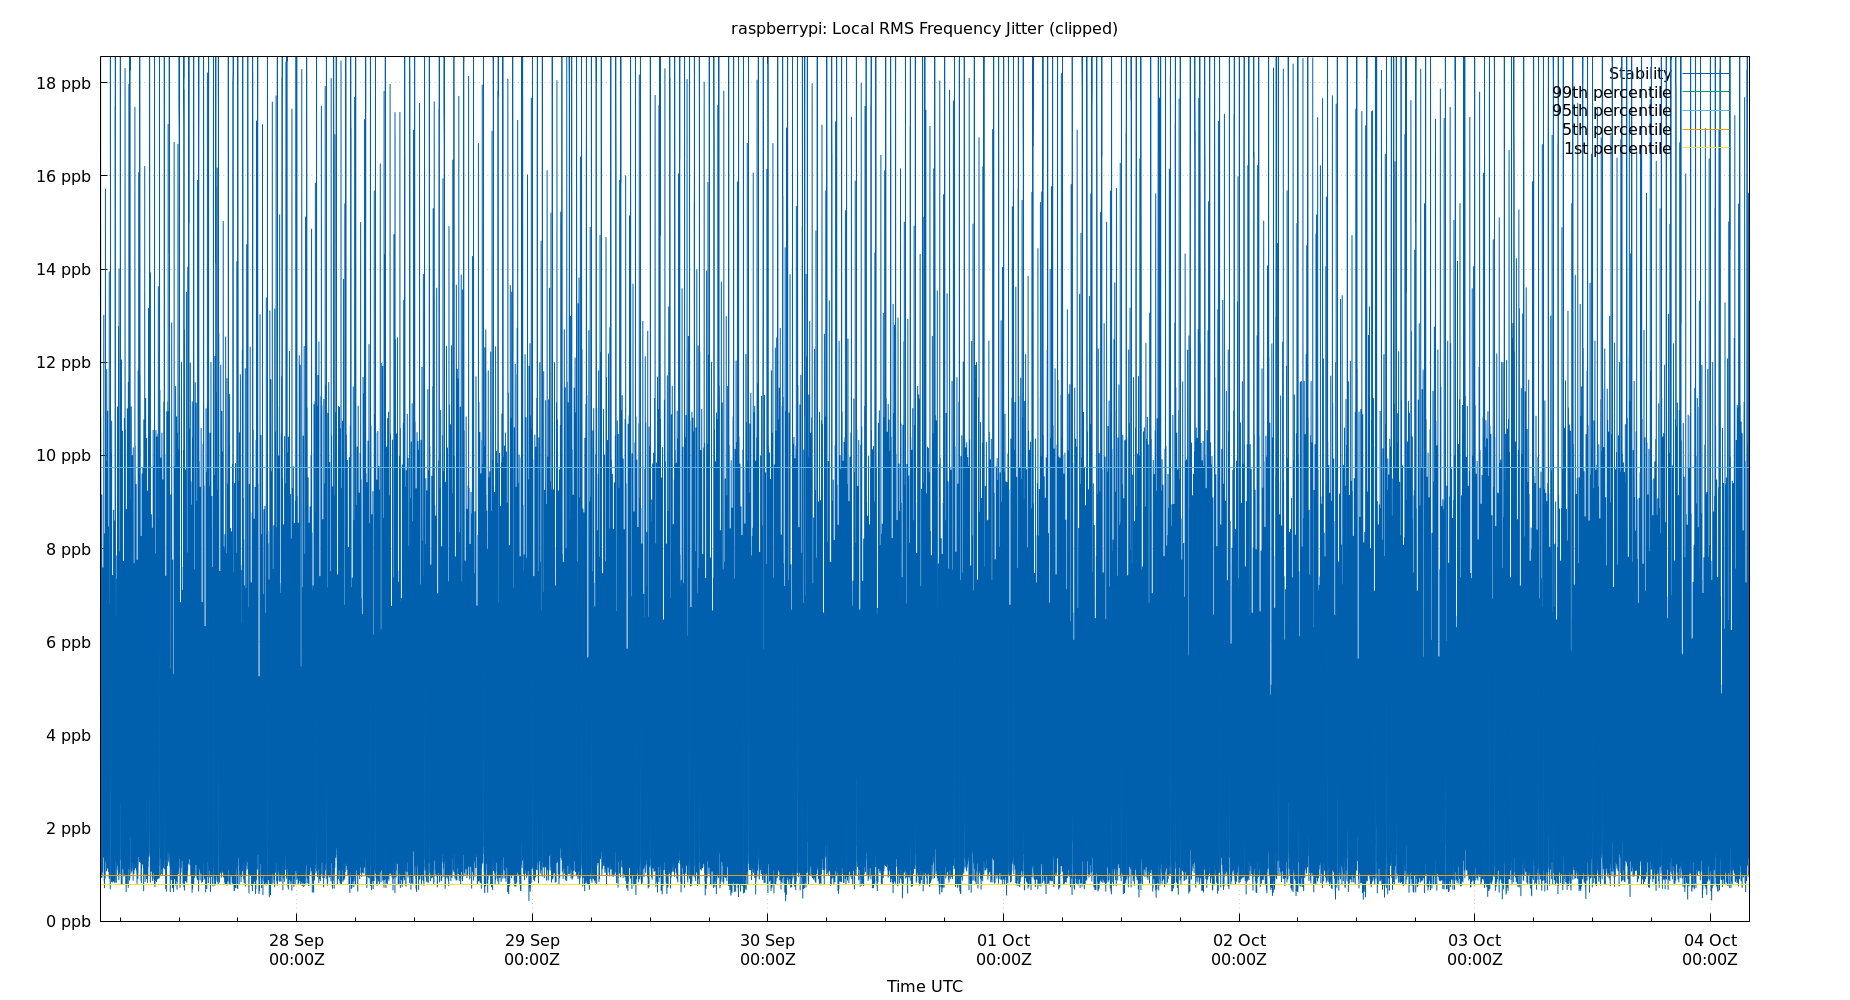 raspberrypi: Local RMS Frequency Jitter (clipped)
18 ppb
16 ppb
14 ppb
12 ppb
10 ppb
8 ppb
6 ppb
4 ppb
2 ppb
0 ppb
Stability
99th percentile
95th percentile
5th percentile
1st percentile
28 Sep 29 Sep 30 Sep 01 Oct 02 Oct 03 Oct 04 Oct
00:00Z 00:00Z 00:00Z 00:00Z 00:00Z 00:00Z 00:00Z
Time UTC